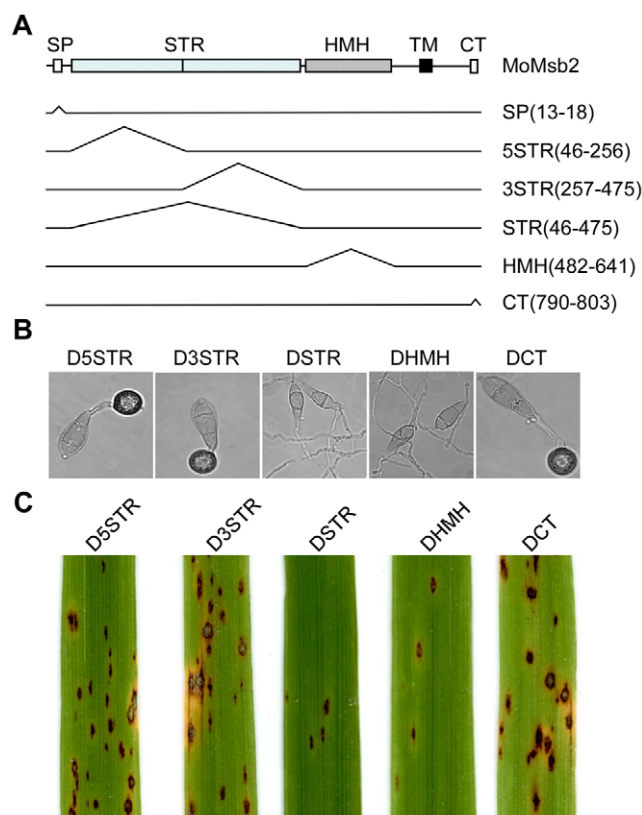 A
SP STR HMH TM CT
MoMsb2
SP(13-18)
5STR(46-256)
3STR(257-475)
STR(46-475)
HMH(482-641)
CT(790-803)
B
D5STR D3STR DSTR DHMH DCT
C
D5STR D3STR DSTR DHMH DCT